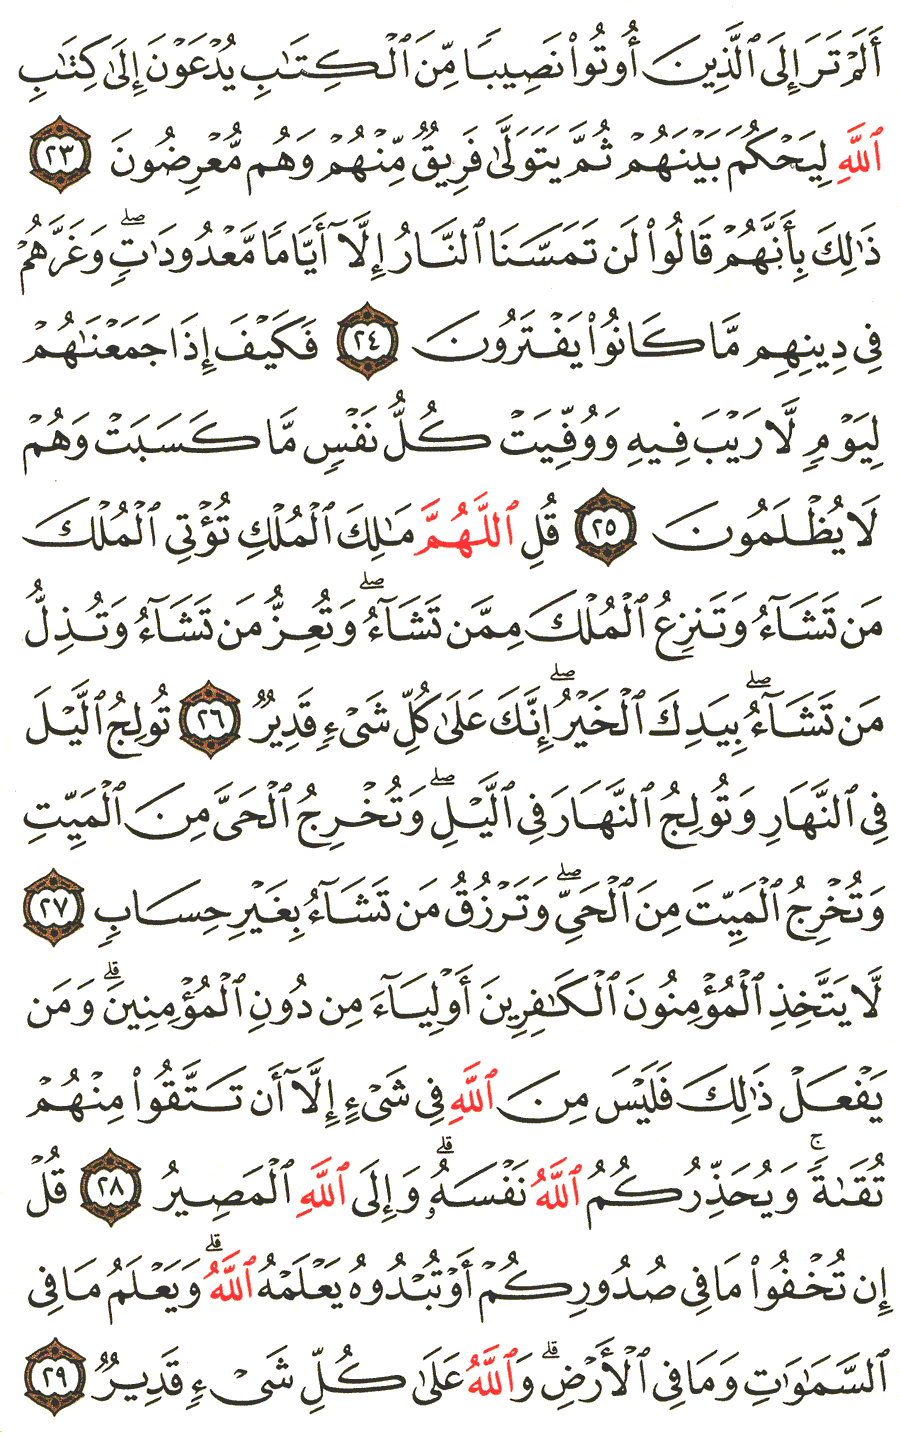 أَلَمْ تَرَ إِلَى ٱلَّذِينَ أُوتُوا۟ نَصِيبًا مِّنَ ٱلْكِتَٰبِ يُدْعَوْنَ إِلَىٰ كِتَٰبِ
ٱللَّهِ لِيَحْكُمَ بَيْنَهُمْ ثُمَّ يَتَوَلَّىٰ فَرِيقٌ مِّنْهُمْ وَهُم مُّعْرِضُونَ ٢٣
ذَٰلِكَ بِأَنَّهُمْ قَالُوا۟ لَن تَمَسَّنَا ٱلنَّارُ إِلَّآ أَيَّامًا مَّعْدُودَٰتٍ ۖ وَغَرَّهُمْ
فِى دِينِهِم مَّا كَانُوا۟ يَفْتَرُونَ ٢٤ فَكَيْفَ إِذَا جَمَعْنَٰهُمْ
لِيَوْمٍ لَّا رَيْبَ فِيهِ وَوُفِّيَتْ كُلُّ نَفْسٍ مَّا كَسَبَتْ وَهُمْ
لَا يُظْلَمُونَ ٢٥ قُلِ ٱللَّهُمَّ مَٰلِكَ ٱلْمُلْكِ تُؤْتِى ٱلْمُلْكَ
مَن تَشَآءُ وَتَنزِعُ ٱلْمُلْكَ مِمَّن تَشَآءُ ۖ وَتُعِزُّ مَن تَشَآءُ وَتُذِلُّ
مَن تَشَآءُ ۖ بِيَدِكَ ٱلْخَيْرُ ۖ إِنَّكَ عَلَىٰ كُلِّ شَىْءٍ قَدِيرٌ ٢٦ تُولِجُ ٱلَّيْلَ
فِى ٱلنَّهَارِ وَتُولِجُ ٱلنَّهَارَ فِى ٱلَّيْلِ ۖ وَتُخْرِجُ ٱلْحَىَّ مِنَ ٱلْمَيِّتِ
وَتُخْرِجُ ٱلْمَيِّتَ مِنَ ٱلْحَىِّ ۖ وَتَرْزُقُ مَن تَشَآءُ بِغَيْرِ حِسَابٍ ٢٧
لَّا يَتَّخِذِ ٱلْمُؤْمِنُونَ ٱلْكَٰفِرِينَ أَوْلِيَآءَ مِن دُونِ ٱلْمُؤْمِنِينَ ۗ وَمَن
يَفْعَلْ ذَٰلِكَ فَلَيْسَ مِنَ ٱللَّهِ فِى شَىْءٍ إِلَّآ أَن تَتَّقُوا۟ مِنْهُمْ
تُقَىٰةً ۚ وَيُحَذِّرُكُمُ ٱللَّهُ نَفْسَهُۥ ۗ وَإِلَى ٱللَّهِ ٱلْمَصِيرُ ٢٨ قُلْ
إِن تُخْفُوا۟ مَا فِى صُدُورِكُمْ أَوْ تُبْدُوهُ يَعْلَمْهُ ٱللَّهُ ۗ وَيَعْلَمُ مَا فِى
ٱلسَّمَٰوَٰتِ وَمَا فِى ٱلْأَرْضِ ۗ وَٱللَّهُ عَلَىٰ كُلِّ شَىْءٍ قَدِيرٌ ٢٩